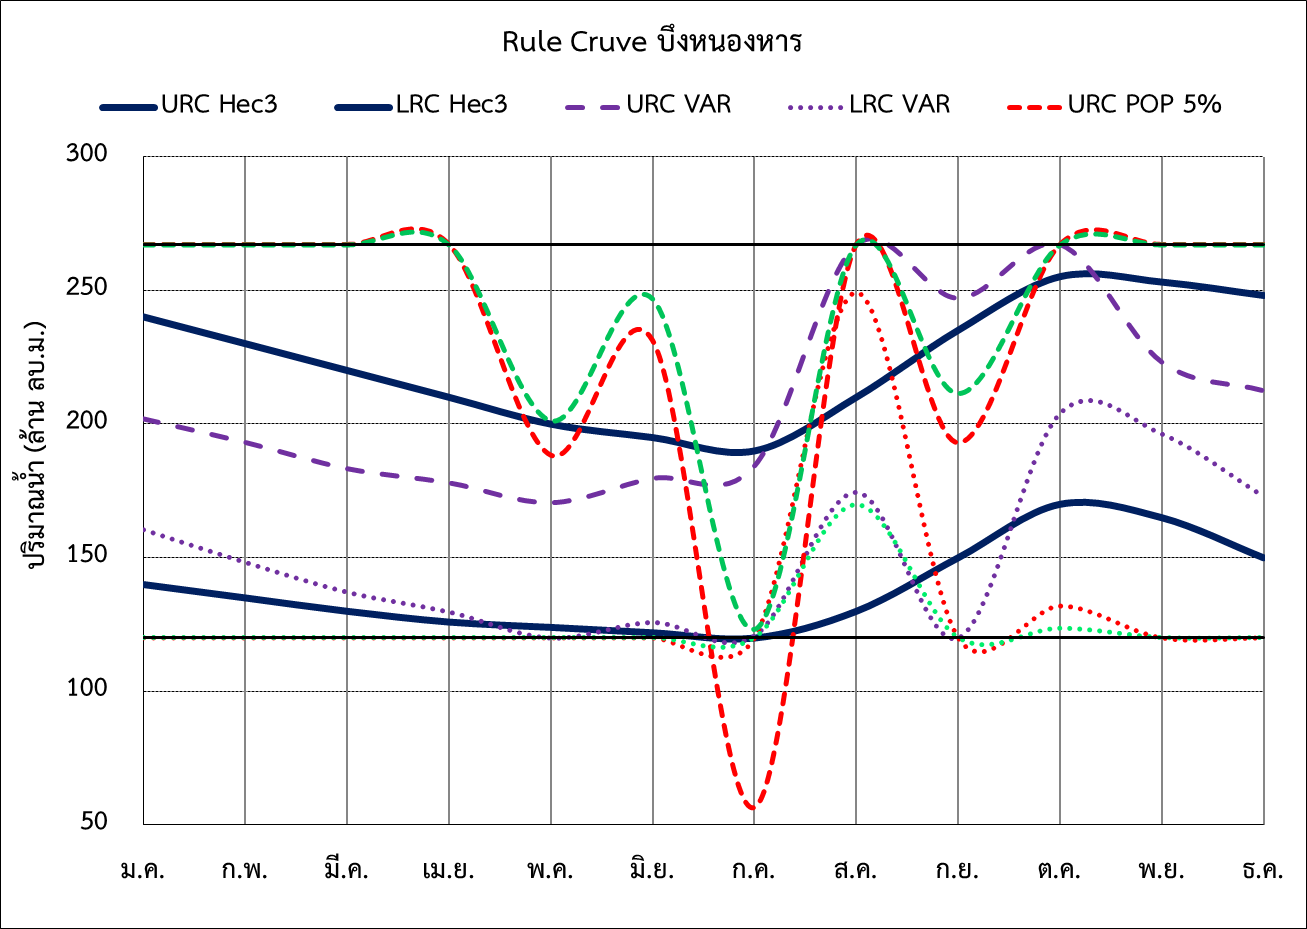 Rule Cruve บึงหนองหาร
URC Hec3 LRC Hec3 URC VAR LRC VAR URC POP 5%
ปริมาณน้ำ (ล้าน ลบ.ม.)
300
250
200
150
100
50
ม.ค. ก.พ. มี.ค. เม.ย. พ.ค. มิ.ย. ก.ค. ส.ค. ก.ย. ต.ค. พ.ย. ธ.ค.